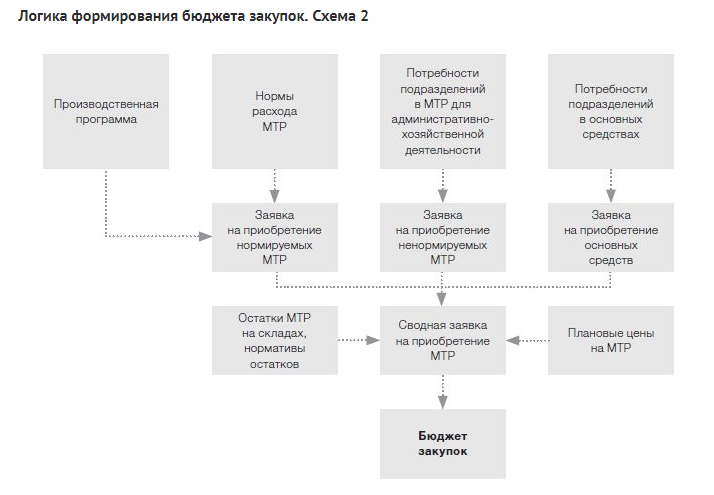 Логика формирования бюджета закупок. Схема 2
Производственная
программа
Нормы
расхода
МТР
Потребности
подразделений
в МТР для
административно-
хозяйственной
деятельности
Потребности
подразделений
в основных
средствах
Заявка
на приобретение
нормируемых
МТР
Заявка
на приобретение
ненормируемых
МТР
Заявка
на приобретение
основных
средств
Остатки МТР
на складах,
нормативы
остатков
Сводная заявка
на приобретение
МТР
Плановые цены
на МТР
Бюджет
закупок